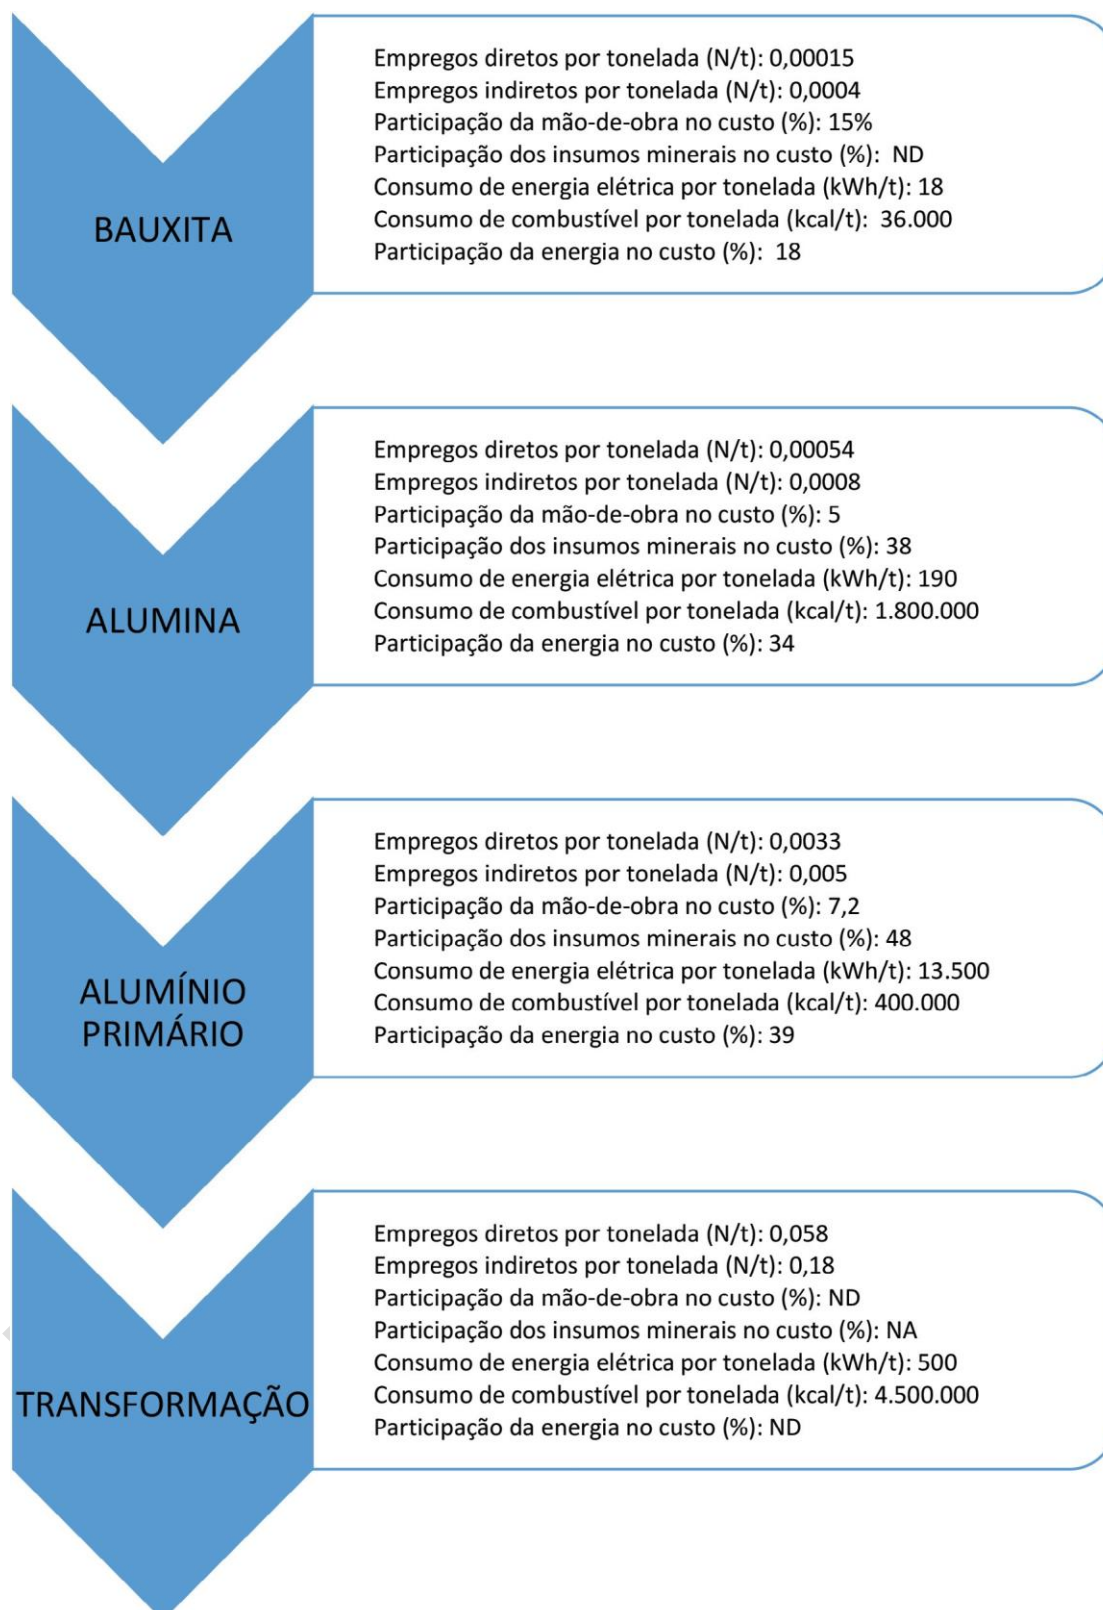 BAUXITA
Empregos diretos por tonelada (N/t): 0,00015
Empregos indiretos por tonelada (N/t): 0,0004
Participação da mão-de-obra no custo (%): 15%
Participação dos insumos minerais no custo (%):  ND
Consumo de energia elétrica por tonelada (kWh/t): 18
Consumo de combustível por tonelada (kcal/t):  36.000
Participação da energia no custo (%):  18
ALUMINA
Empregos diretos por tonelada (N/t): 0,00054
Empregos indiretos por tonelada (N/t): 0,0008
Participação da mão-de-obra no custo (%): 5
Participação dos insumos minerais no custo (%): 38
Consumo de energia elétrica por tonelada (kWh/t): 190
Consumo de combustível por tonelada (kcal/t): 1.800.000
Participação da energia no custo (%): 34
ALUMÍNIO
PRIMÁRIO
Empregos diretos por tonelada (N/t): 0,0033
Empregos indiretos por tonelada (N/t): 0,005
Participação da mão-de-obra no custo (%): 7,2
Participação dos insumos minerais no custo (%): 48
Consumo de energia elétrica por tonelada (kWh/t): 13.500
Consumo de combustível por tonelada (kcal/t): 400.000
Participação da energia no custo (%): 39
TRANSFORMAÇÃO
Empregos diretos por tonelada (N/t): 0,058
Empregos indiretos por tonelada (N/t): 0,18
Participação da mão-de-obra no custo (%): ND
Participação dos insumos minerais no custo (%): NA
Consumo de energia elétrica por tonelada (kWh/t): 500
Consumo de combustível por tonelada (kcal/t): 4.500.000
Participação da energia no custo (%): ND